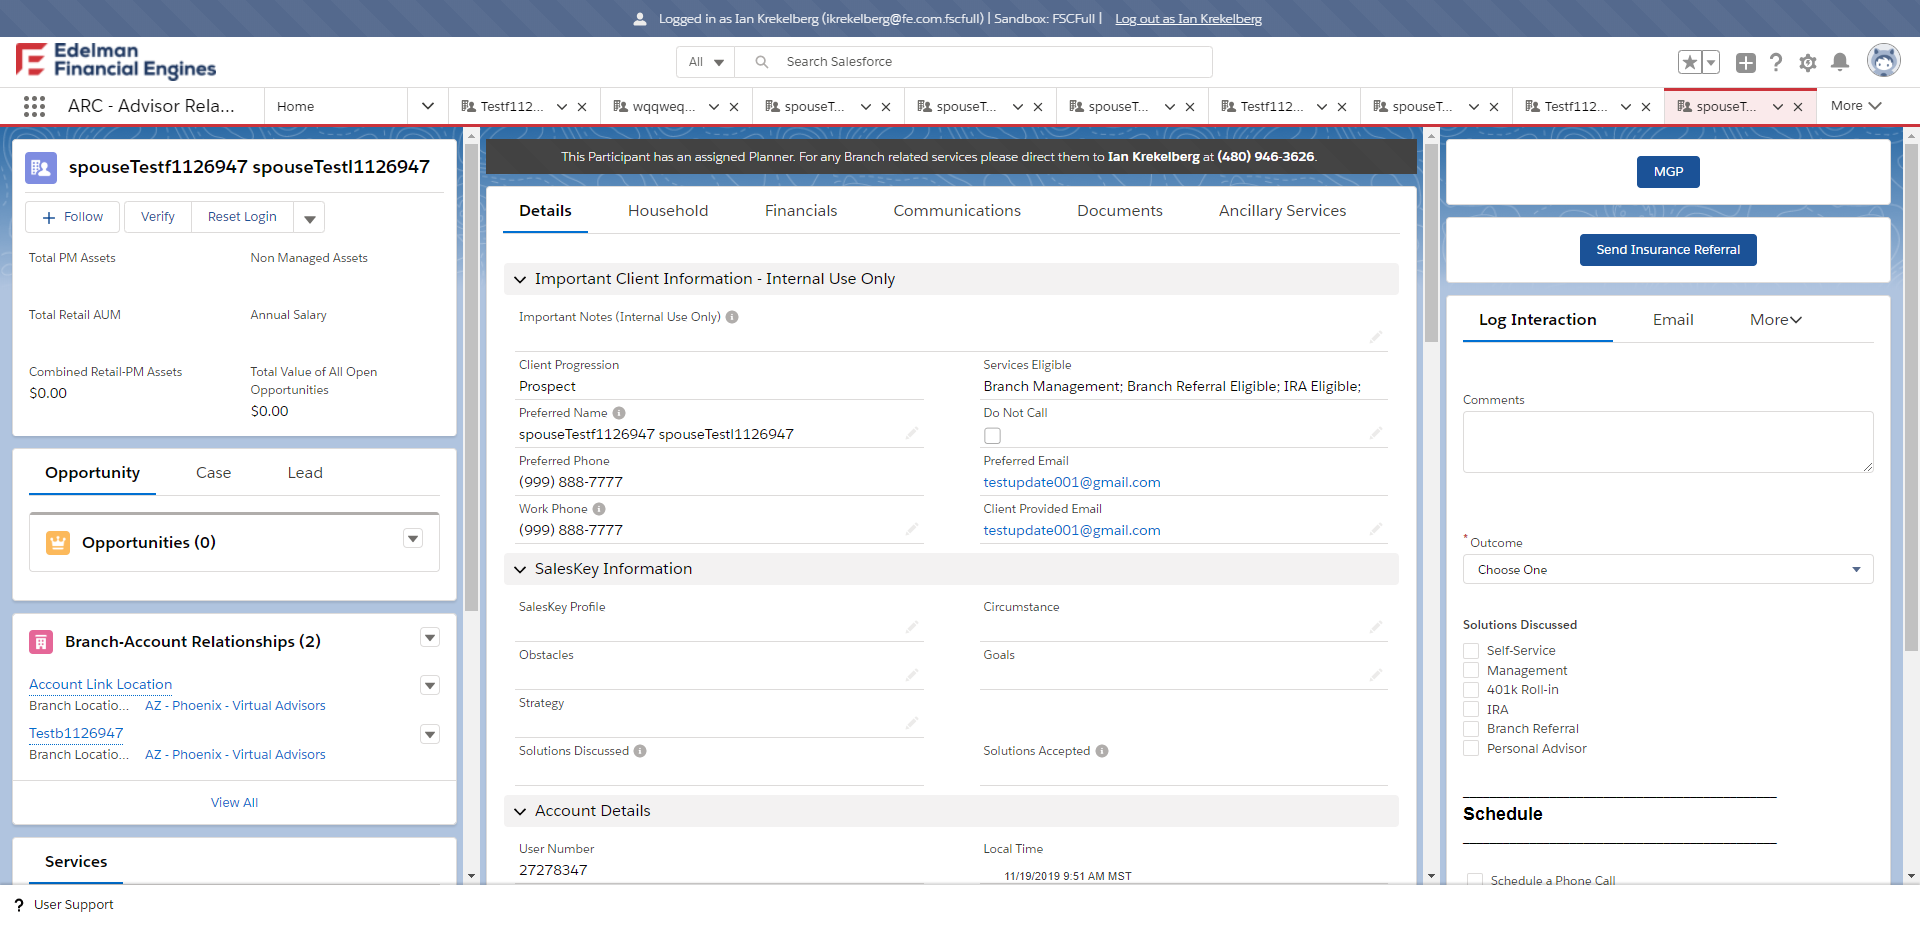 Logged in as Ian Krekelberg (ikrekelberg@fe.com.fscfull) | Sandbox: FSCFull | Log out as Ian Krekelberg
Edelman
Financial Engines
All
Search Salesforce
ARC - Advisor Rela...
Home
Testf112...
wqqweq...
spouseT...
spouseT...
spouseT...
Testf112...
spouseT...
Testf112...
spouseT...
More
spouseTestf1126947 spouseTestl1126947
Follow
Verify
Reset Login
Total PM Assets
Non Managed Assets
Total Retail AUM
Annual Salary
Combined Retail-PM Assets
$0.00
Total Value of All Open
Opportunities
$0.00
Opportunity
Case
Lead
Opportunities (0)
Branch-Account Relationships (2)
Account Link Location
Branch Locatio... AZ - Phoenix - Virtual Advisors
Testb1126947
Branch Locatio... AZ - Phoenix - Virtual Advisors
View All
Services
This Participant has an assigned Planner. For any Branch related services please direct them to Ian Krekelberg at (480) 946-3626.
Details
Household
Financials
Communications
Documents
Ancillary Services
Important Client Information - Internal Use Only
Important Notes (Internal Use Only)
Client Progression
Prospect
Services Eligible
Branch Management; Branch Referral Eligible; IRA Eligible;
Preferred Name
spouseTestf1126947 spouseTestl1126947
Do Not Call
Preferred Phone
(999) 888-7777
Preferred Email
testupdate001@gmail.com
Work Phone
(999) 888-7777
Client Provided Email
testupdate001@gmail.com
SalesKey Information
SalesKey Profile
Circumstance
Obstacles
Goals
Strategy
Solutions Discussed
Solutions Accepted
Account Details
User Number
27278347
Local Time
11/19/2019 9:51 AM MST
MGP
Send Insurance Referral
Log Interaction
Email
More
Comments
* Outcome
Choose One
Solutions Discussed
Self-Service
Management
401k Roll-in
IRA
Branch Referral
Personal Advisor
Schedule
Schedule a Phone Call
? User Support